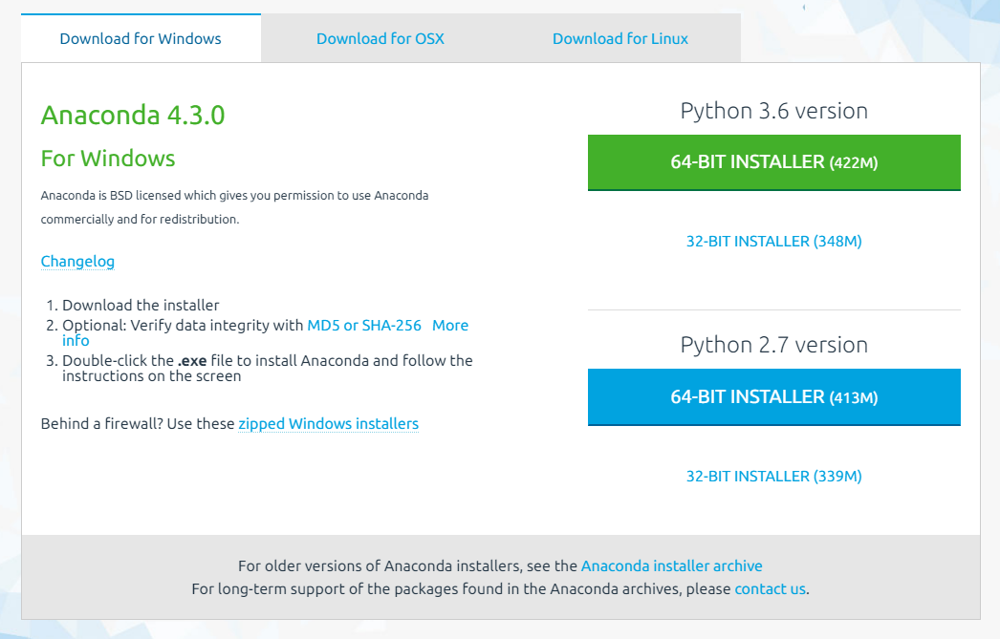 Download for Windows
Download for OSX
Download for Linux
Anaconda 4.3.0
For Windows
Anaconda is BSD licensed which gives you permission to use Anaconda
commercially and for redistribution.
Changelog
1. Download the installer
2. Optional: Verify data integrity with MD5 or SHA-256 More
info
3. Double-click the .exe file to install Anaconda and follow the
instructions on the screen
Behind a firewall? Use these zipped Windows installers
Python 3.6 version
64-BIT INSTALLER (422M)
32-BIT INSTALLER (348M)
Python 2.7 version
64-BIT INSTALLER (413M)
32-BIT INSTALLER (339M)
For older versions of Anaconda installers, see the Anaconda installer archive
For long-term support of the packages found in the Anaconda archives, please contact us.